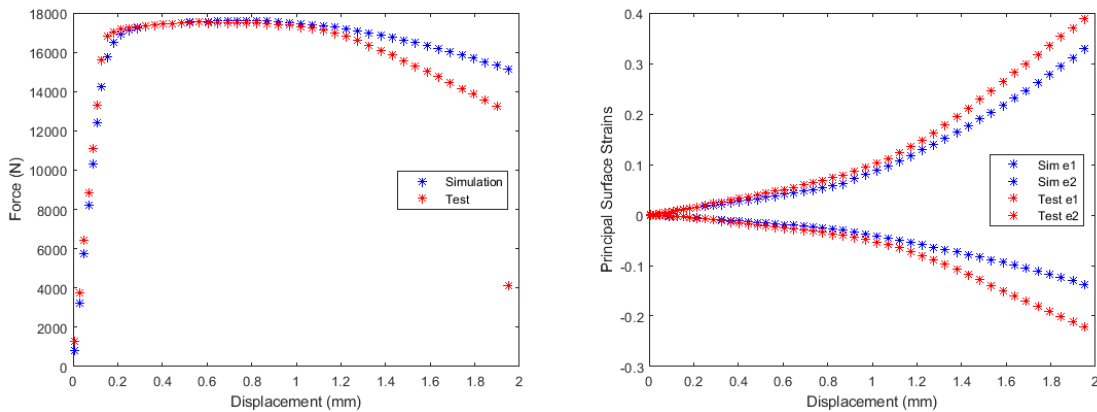 18000
16000
14000
12000
10000
8000
6000
4000
2000
0
Force (N)
Simulation
Test
0 0.2 0.4 0.6 0.8 1 1.2 1.4 1.6 1.8 2
Displacement (mm)
0.4
0.3
0.2
0.1
0
-0.1
-0.2
-0.3
Principal Surface Strains
Sim e1
Sim e2
Test e1
Test e2
0 0.2 0.4 0.6 0.8 1 1.2 1.4 1.6 1.8 2
Displacement (mm)